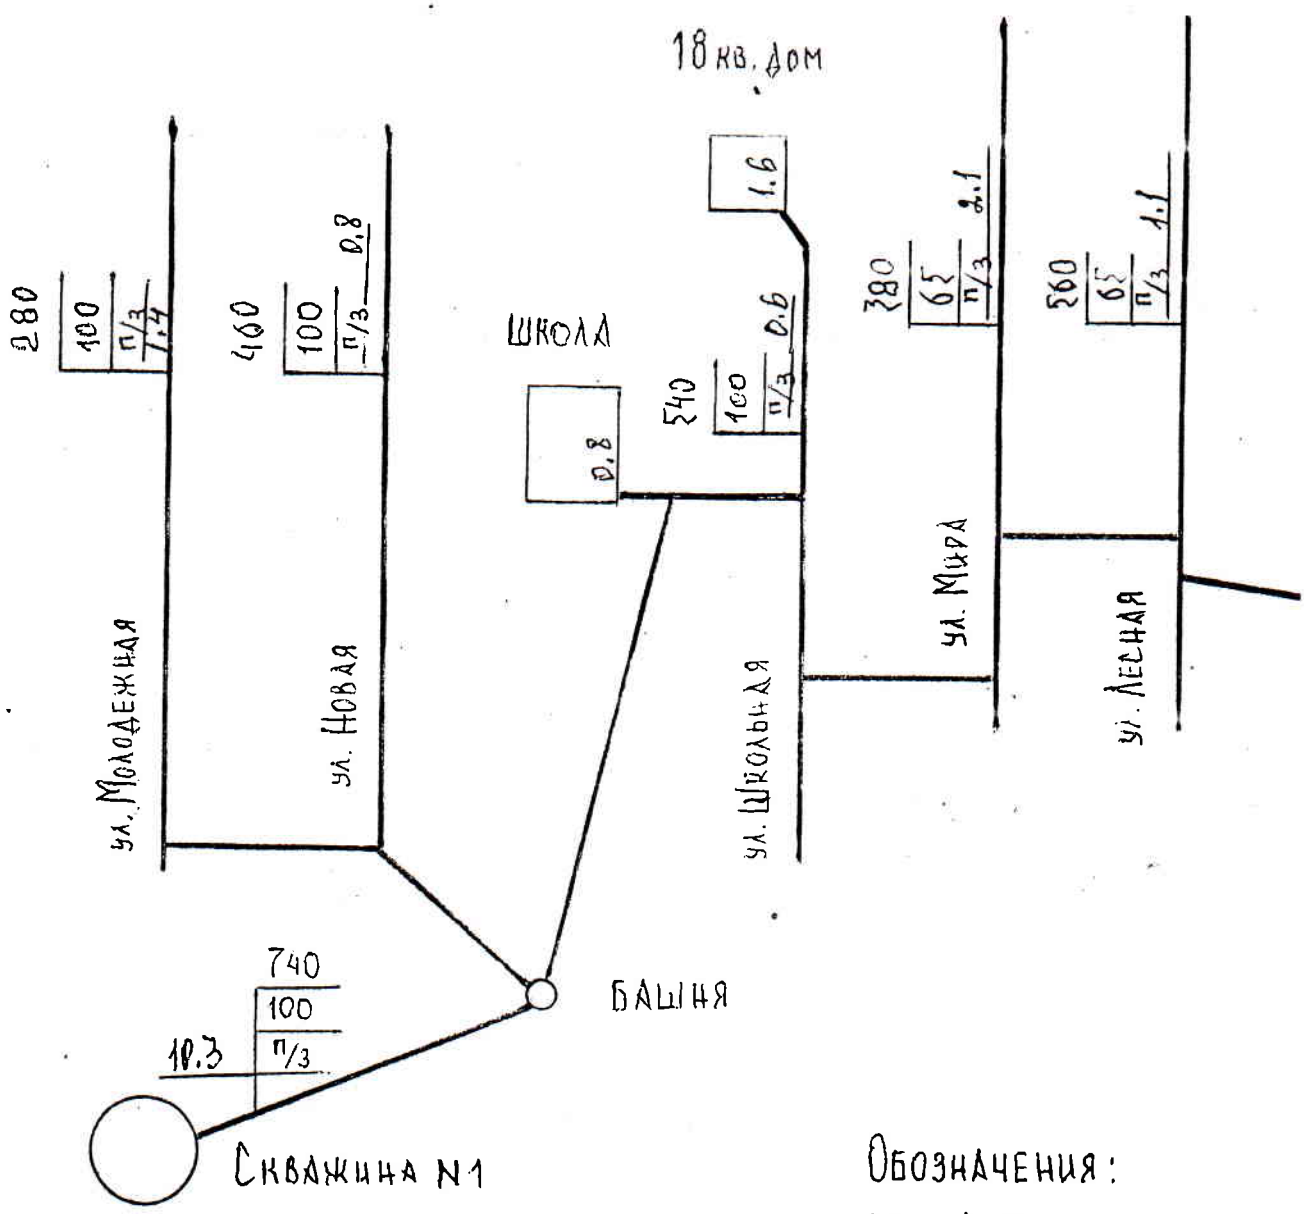 18 кв. дом
1.6
280
100
п/з
1.4
460
100
п/з 0.8
Школа
0.8
540
100
п/з 0.6
380
65
п/з 2.1
560
65
п/з 1.1
ул. Молодежная
ул. Новая
ул. Школьная
ул. Мира
ул. Лесная
740
100
10.3 п/з
Башня
Скважина N1
Обозначения: